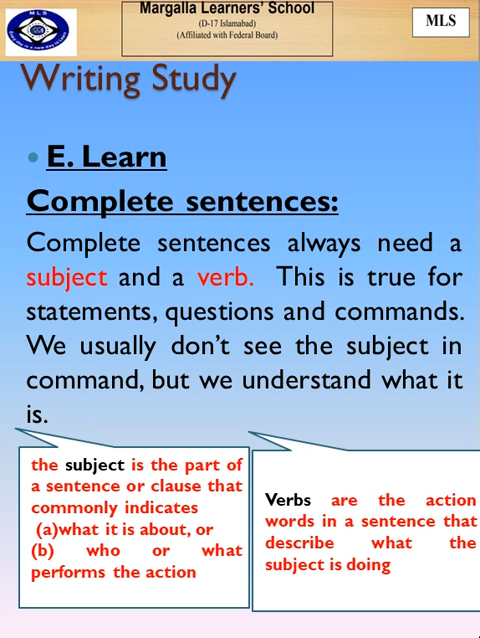 MLS
Margalla Learners' School
(D-17 Islamabad)
(Affiliated with Federal Board)
MLS
Writing Study
• E. Learn
Complete sentences:
Complete sentences always need a
subject and a verb. This is true for
statements, questions and commands.
We usually don't see the subject in
command, but we understand what it
is.
the subject is the part of
a sentence or clause that
commonly indicates
(a)what it is about, or
(b) who or what
performs the action
Verbs are the action
words in a sentence that
describe what the
subject is doing